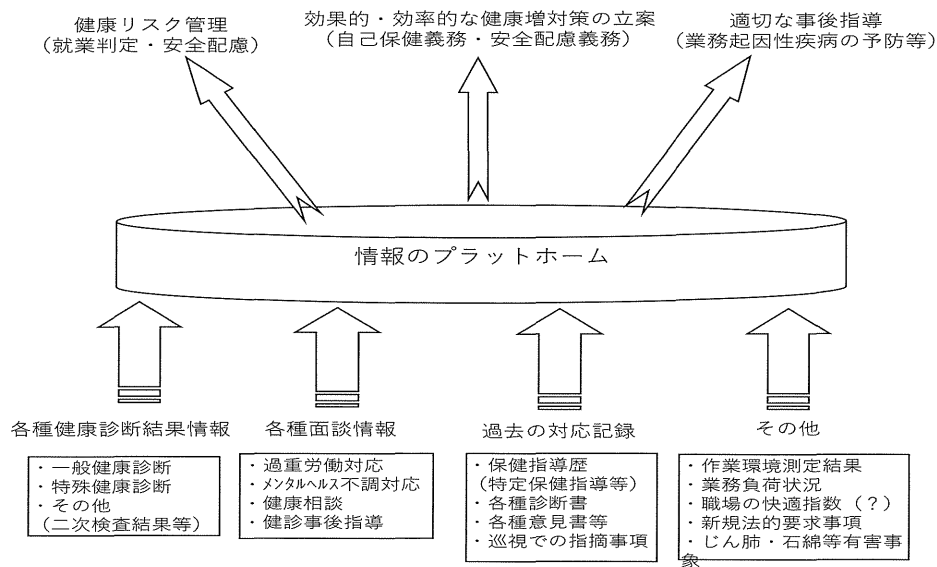 健康リスク管理
(就業判定・安全配慮)
効果的・効率的な健康増対策の立案
(自己保健義務・安全配慮義務)
適切な事後指導
(業務起因性疾病の予防等)
情報のプラットホーム
各種健康診断結果情報
・一般健康診断
・特殊健康診断
・その他
(二次検査結果等)
各種面談情報
・過重労働対応
・メンタルヘルス不調対応
・健康相談
・健診事後指導
過去の対応記録
・保健指導歴
(特定保健指導等)
・各種診断書
・各種意見書等
・巡視での指摘事項
その他
・作業環境測定結果
・業務負荷状況
・職場の快適指数(?)
・新規法的要求事項
・じん肺・石綿等有害事
象